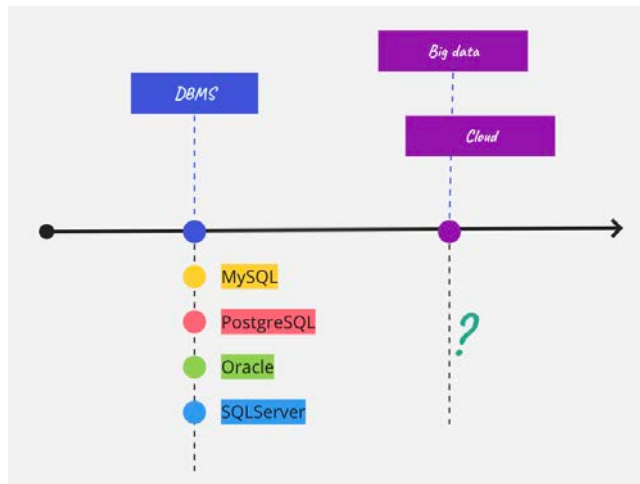 Big data
DBMS
Cloud
MySQL
PostgreSQL
?
Oracle
SQLServer